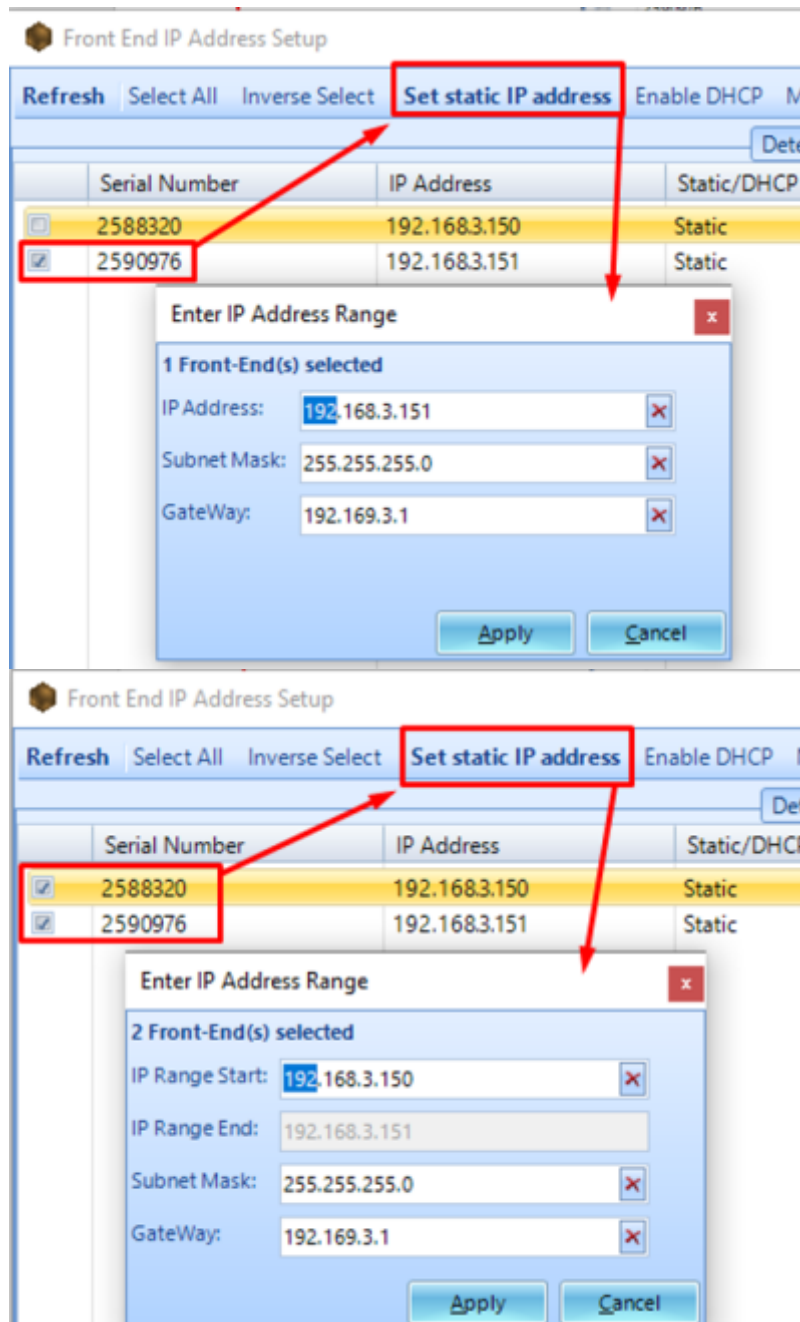 Front End IP Address Setup
Refresh Select All Inverse Select Set static IP address Enable DHCP M
Dete
Serial Number IP Address Static/DHCP
2588320 192.168.3.150 Static
2590976 192.168.3.151 Static
Enter IP Address Range
1 Front-End(s) selected
IP Address: 192.168.3.151
Subnet Mask: 255.255.255.0
GateWay: 192.169.3.1
Apply Cancel
Front End IP Address Setup
Refresh Select All Inverse Select Set static IP address Enable DHCP
Det
Serial Number IP Address Static/DHCP
2588320 192.168.3.150 Static
2590976 192.168.3.151 Static
Enter IP Address Range
2 Front-End(s) selected
IP Range Start: 192.168.3.150
IP Range End: 192.168.3.151
Subnet Mask: 255.255.255.0
GateWay: 192.169.3.1
Apply Cancel